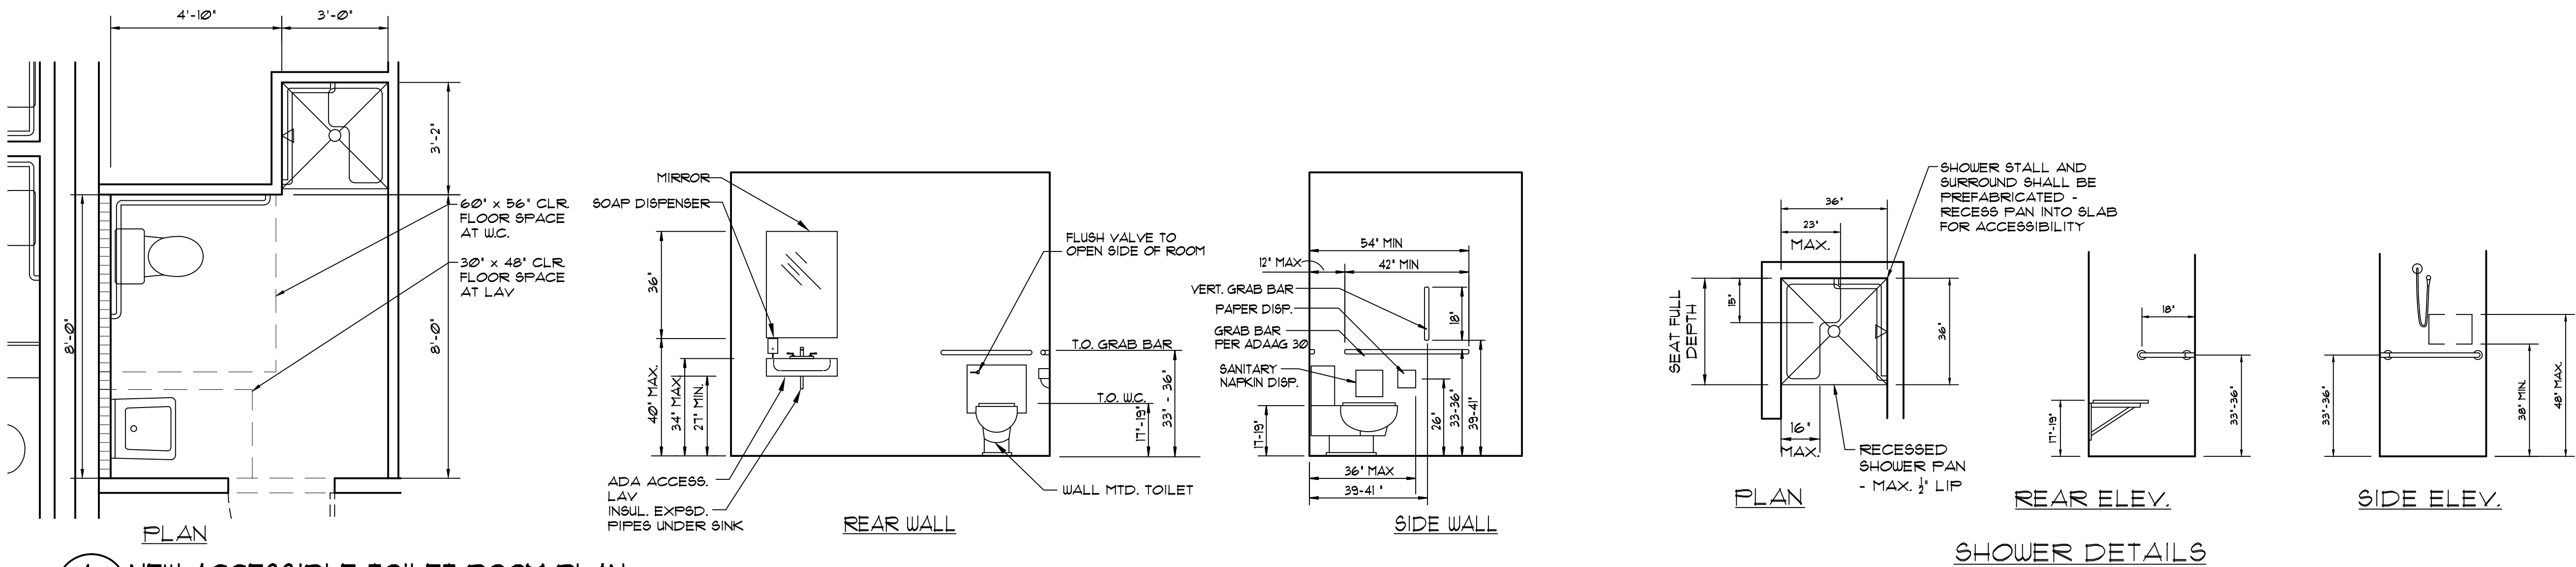 4'-10"
3'-0"
3'-2"
60" x 56" CLR.
FLOOR SPACE
AT W.C.
30" x 48" CLR.
FLOOR SPACE
AT LAV
8'-0"
8'-0"
PLAN
MIRROR
SOAP DISPENSER
36"
40" MAX.
34" MAX.
27" MIN.
ADA ACCESS.
LAV
INSUL. EXPSD.
PIPES UNDER SINK
FLUSH VALVE TO
OPEN SIDE OF ROOM
T.O. GRAB BAR
T.O. W.C.
17"-19"
33" - 36"
WALL MTD. TOILET
REAR WALL
54" MIN
12" MAX
42" MIN
VERT. GRAB BAR
PAPER DISP.
GRAB BAR
PER ADAAG 30
SANITARY
NAPKIN DISP.
18"
17-19"
26"
33-36"
39-41"
36" MAX
39-41 "
SIDE WALL
SHOWER STALL AND
SURROUND SHALL BE
PREFABRICATED -
RECESS PAN INTO SLAB
FOR ACCESSIBILITY
36"
23"
MAX.
SEAT FULL
DEPTH
15"
36"
16"
MAX.
RECESSED
SHOWER PAN
- MAX. ½" LIP
PLAN
18"
17"-19"
33"-36"
REAR ELEV.
33"-36"
38" MIN.
48" MAX.
SIDE ELEV.
SHOWER DETAILS
NEW ACCESSIBLE TOILET ROOM PLAN